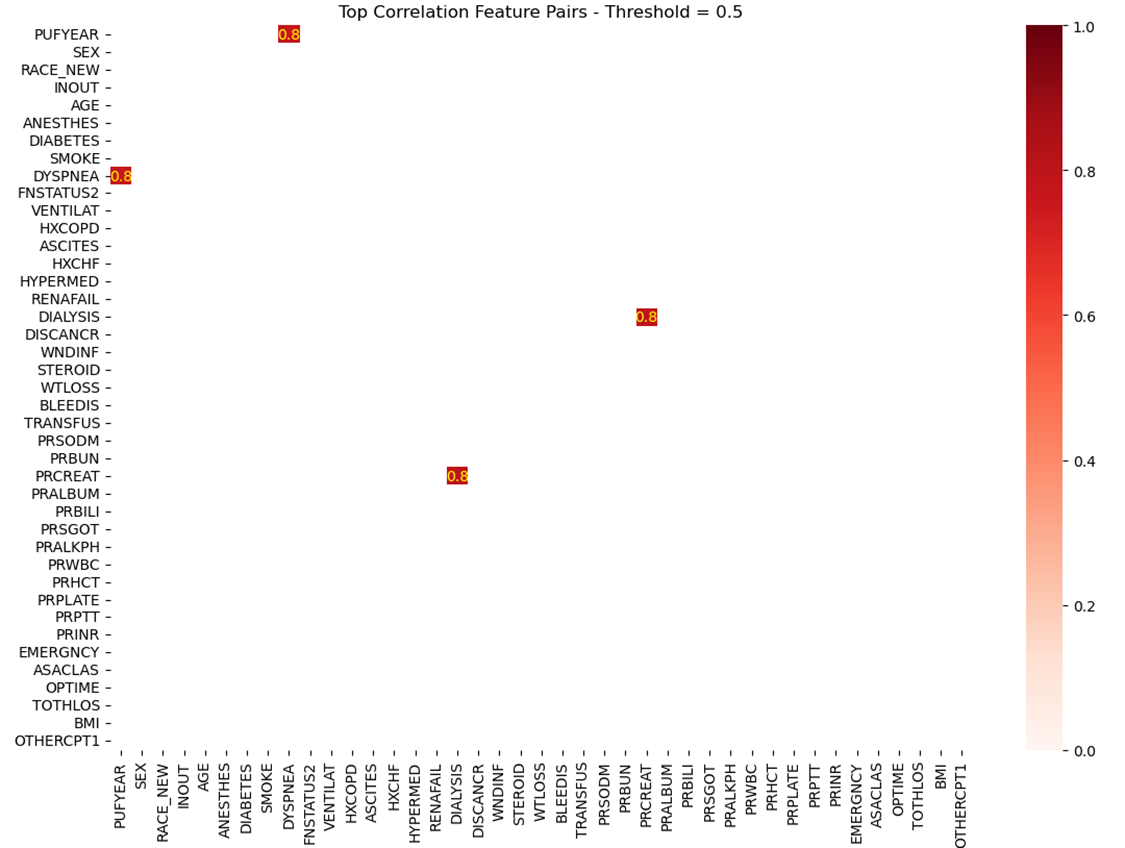 Top Correlation Feature Pairs - Threshold = 0.5
PUFYEAR
SEX
RACE_NEW
INOUT
AGE
ANESTHES
DIABETES
SMOKE
DYSPNEA
FNSTATUS2
VENTILAT
HXCOPD
ASCITES
HXCHF
HYPERMED
RENAFAIL
DIALYSIS
DISCANCR
WNDINF
STEROID
WTLOSS
BLEEDIS
TRANSFUS
PRSODM
PRBUN
PRCREAT
PRALBUM
PRBILI
PRSGOT
PRALKPH
PRWBC
PRHCT
PRPLATE
PRPTT
PRINR
EMERGNCY
ASACLAS
OPTIME
TOTHLOS
BMI
OTHERCPT1
0.8
0.8
0.8
0.8
PUFYEAR
SEX
RACE_NEW
INOUT
AGE
ANESTHES
DIABETES
SMOKE
DYSPNEA
FNSTATUS2
VENTILAT
HXCOPD
ASCITES
HXCHF
HYPERMED
RENAFAIL
DIALYSIS
DISCANCR
WNDINF
STEROID
WTLOSS
BLEEDIS
TRANSFUS
PRSODM
PRBUN
PRCREAT
PRALBUM
PRBILI
PRSGOT
PRALKPH
PRWBC
PRHCT
PRPLATE
PRPTT
PRINR
EMERGNCY
ASACLAS
OPTIME
TOTHLOS
BMI
OTHERCPT1
1.0
0.8
0.6
0.4
0.2
0.0